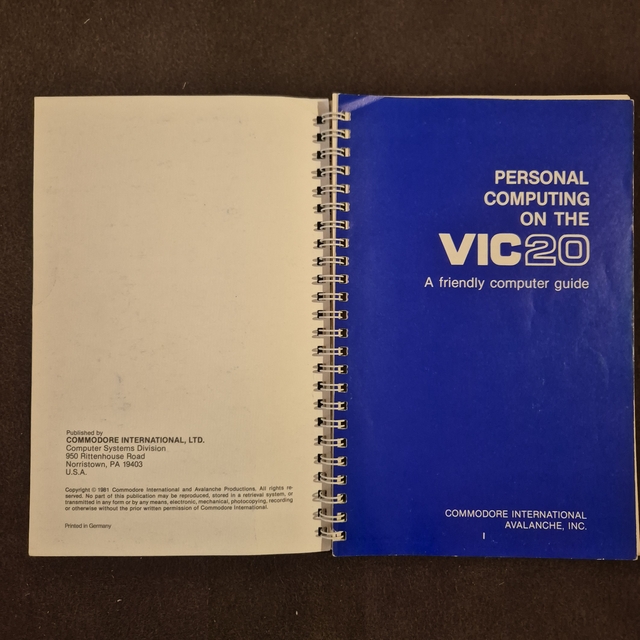 Published by
COMMODORE INTERNATIONAL, LTD.
Computer Systems Division
950 Rittenhouse Road
Norristown, PA 19403
U.S.A.
Copyright © 1981 Commodore International and Avalanche Productions. All rights re-
served. No part of this publication may be reproduced, stored in a retrieval system, or
transmitted in any form or by any means, electronic, mechanical, photocopying, recording
or otherwise without the prior written permission of Commodore International.
Printed in Germany
PERSONAL
COMPUTING
ON THE
VIC20
A friendly computer guide
COMMODORE INTERNATIONAL
AVALANCHE, INC.
I